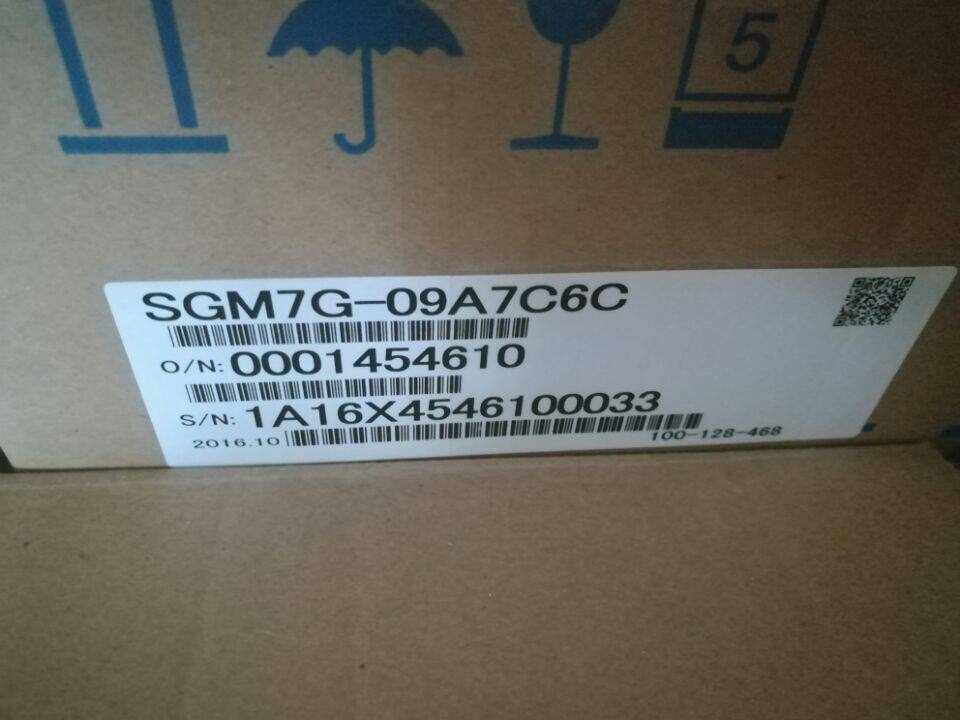 5
SGM7G-09A7C6C
O/N: 0001454610
S/N: 1A16X4546100033
2016.10
100-128-468